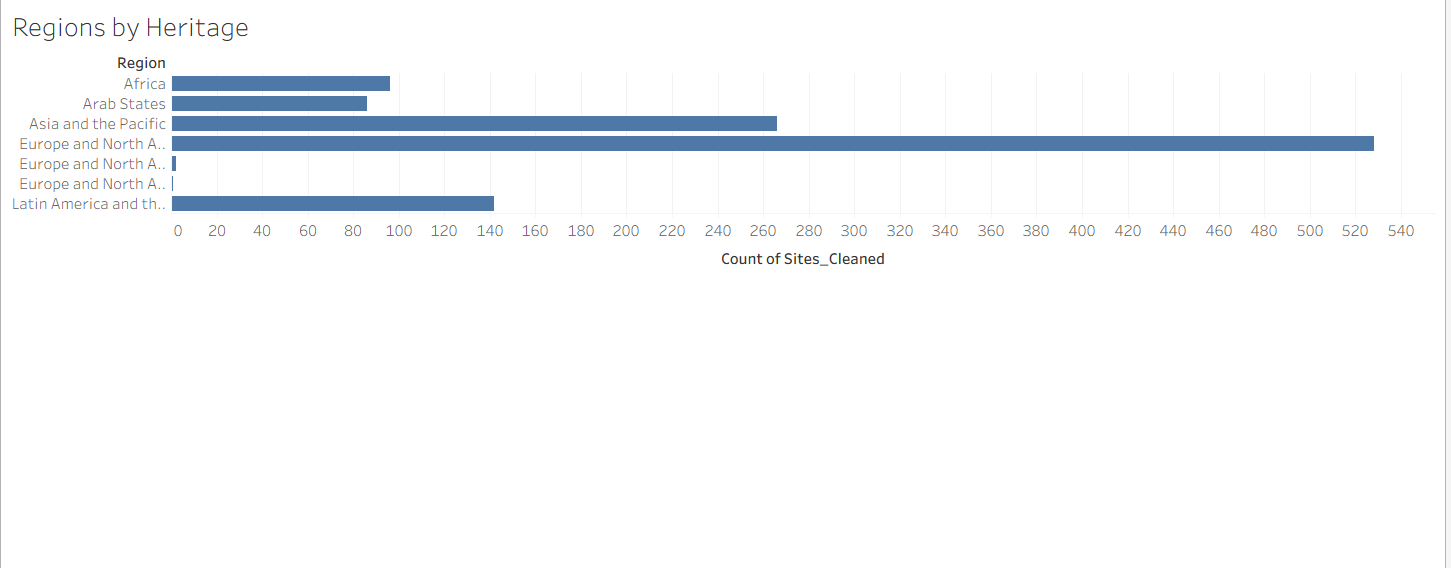 Regions by Heritage
Region
Africa
Arab States
Asia and the Pacific
Europe and North A..
Europe and North A..
Europe and North A..
Latin America and th..
0 20 40 60 80 100 120 140 160 180 200 220 240 260 280 300 320 340 360 380 400 420 440 460 480 500 520 540
Count of Sites_Cleaned